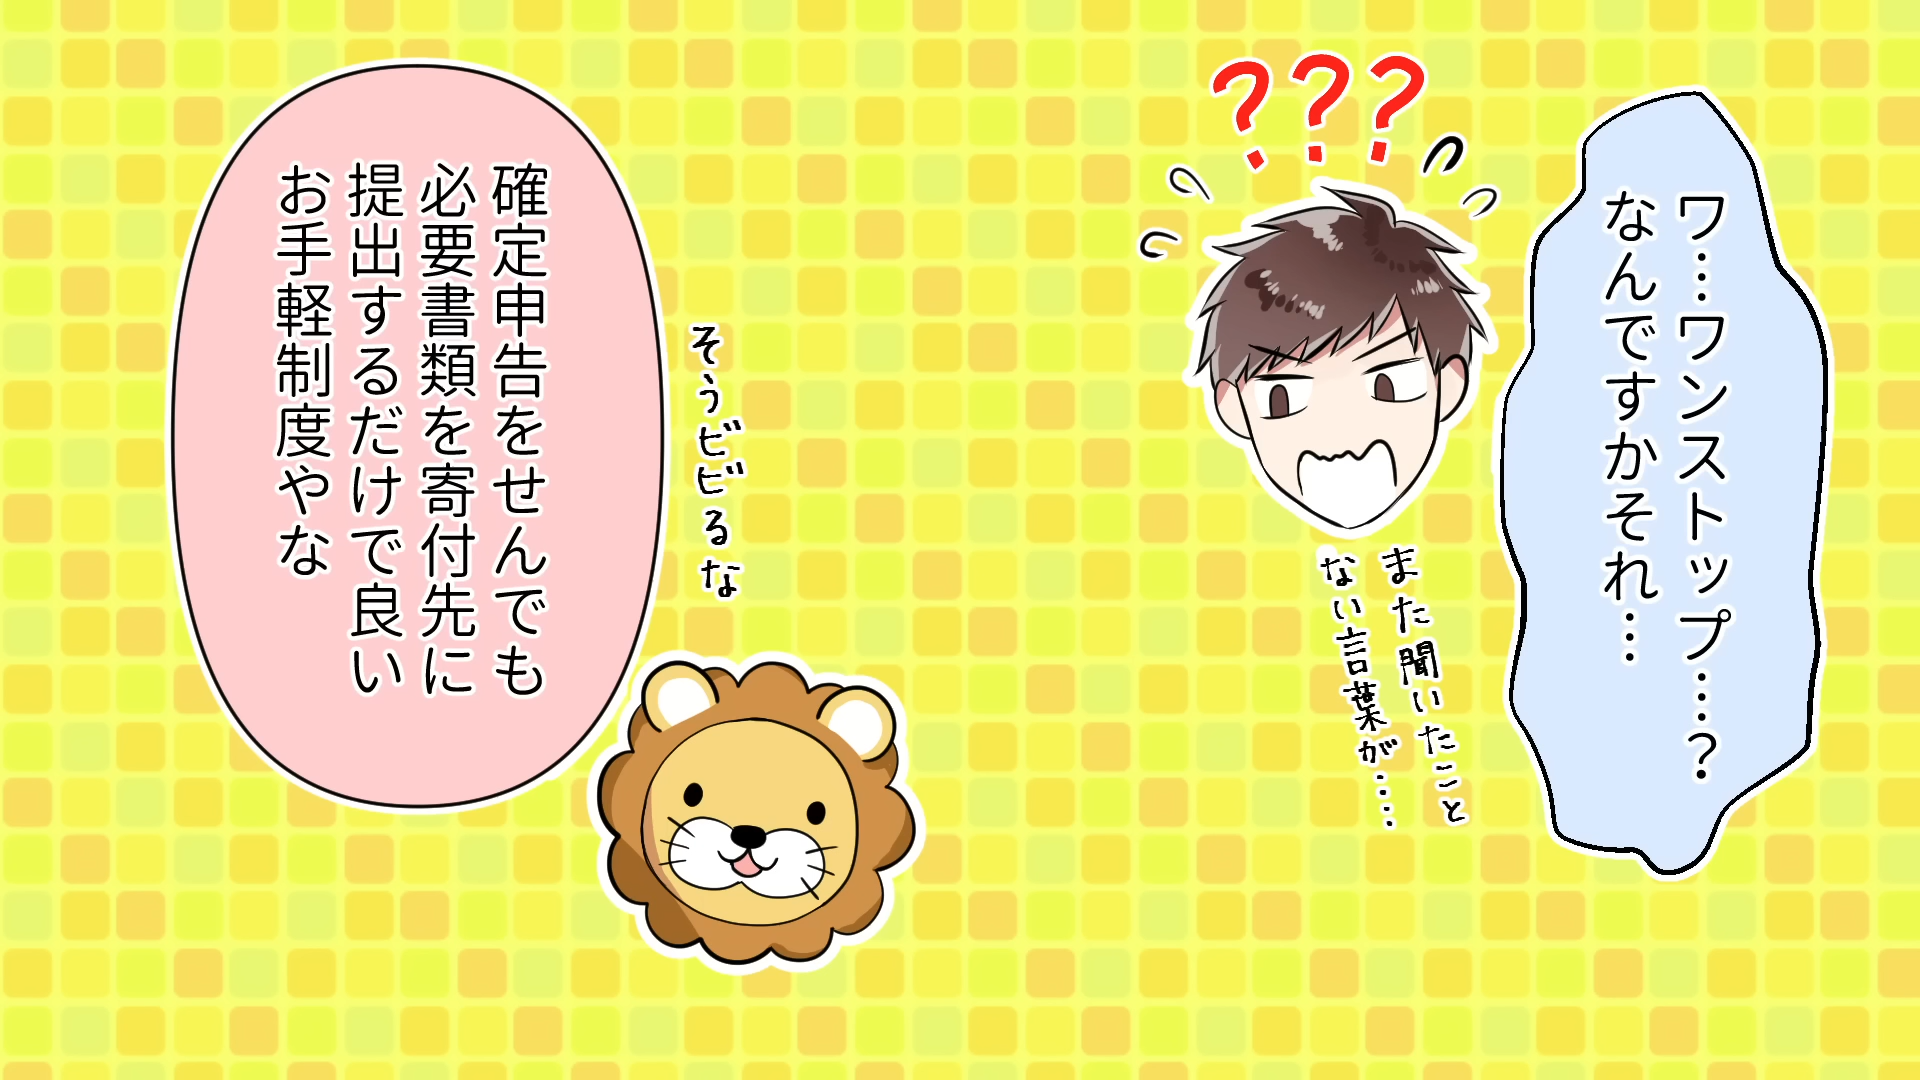 ???
ワ…ワンストップ…?
なんですかそれ…
また聞いたこと
ない言葉が……
そうビビるな
確定申告をせんでも
必要書類を寄付先に
提出するだけで良い
お手軽制度やな